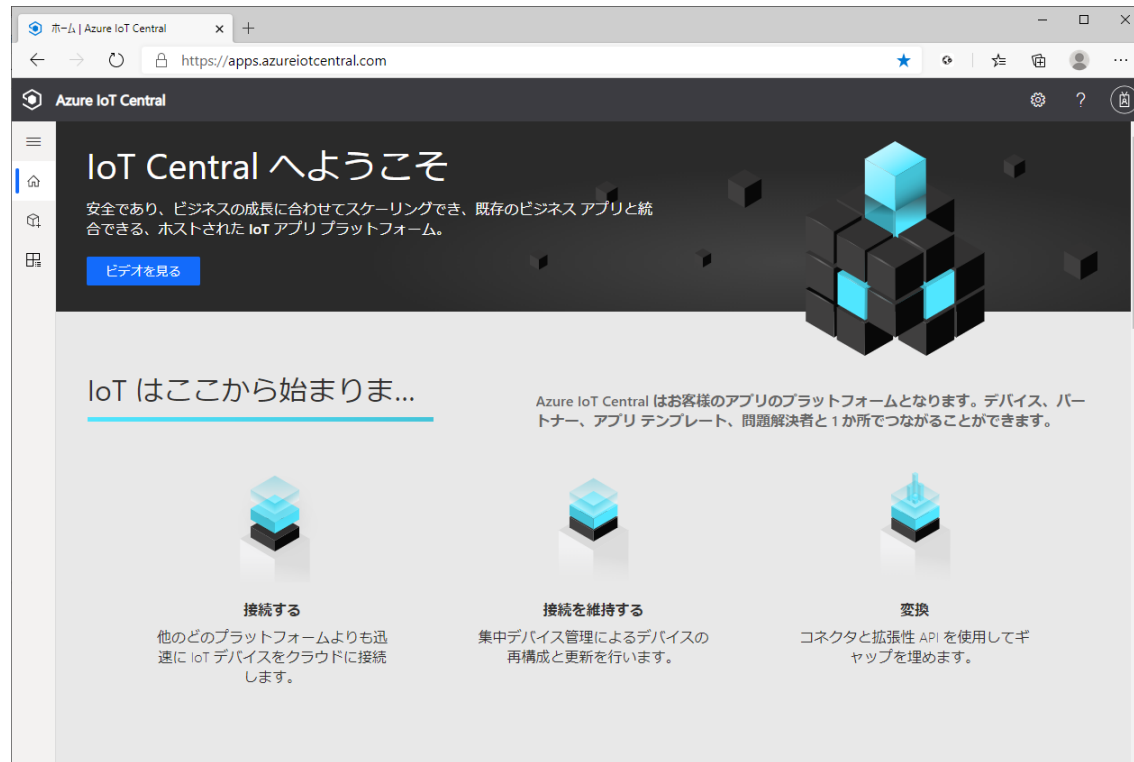 ホーム | Azure IoT Central
https://apps.azureiotcentral.com
Azure IoT Central
IoT Central へようこそ
安全であり、ビジネスの成長に合わせてスケーリングでき、既存のビジネス アプリと統
合できる、ホストされた IoT アプリ プラットフォーム。
ビデオを見る
IoT はここから始まりま...
Azure IoT Central はお客様のアプリのプラットフォームとなります。デバイス、パー
トナー、アプリ テンプレート、問題解決者と 1 か所でつながることができます。
接続する
他のどのプラットフォームよりも迅
速に IoT デバイスをクラウドに接続
します。
接続を維持する
集中デバイス管理によるデバイスの
再構成と更新を行います。
変換
コネクタと拡張性 API を使用してギ
ャップを埋めます。